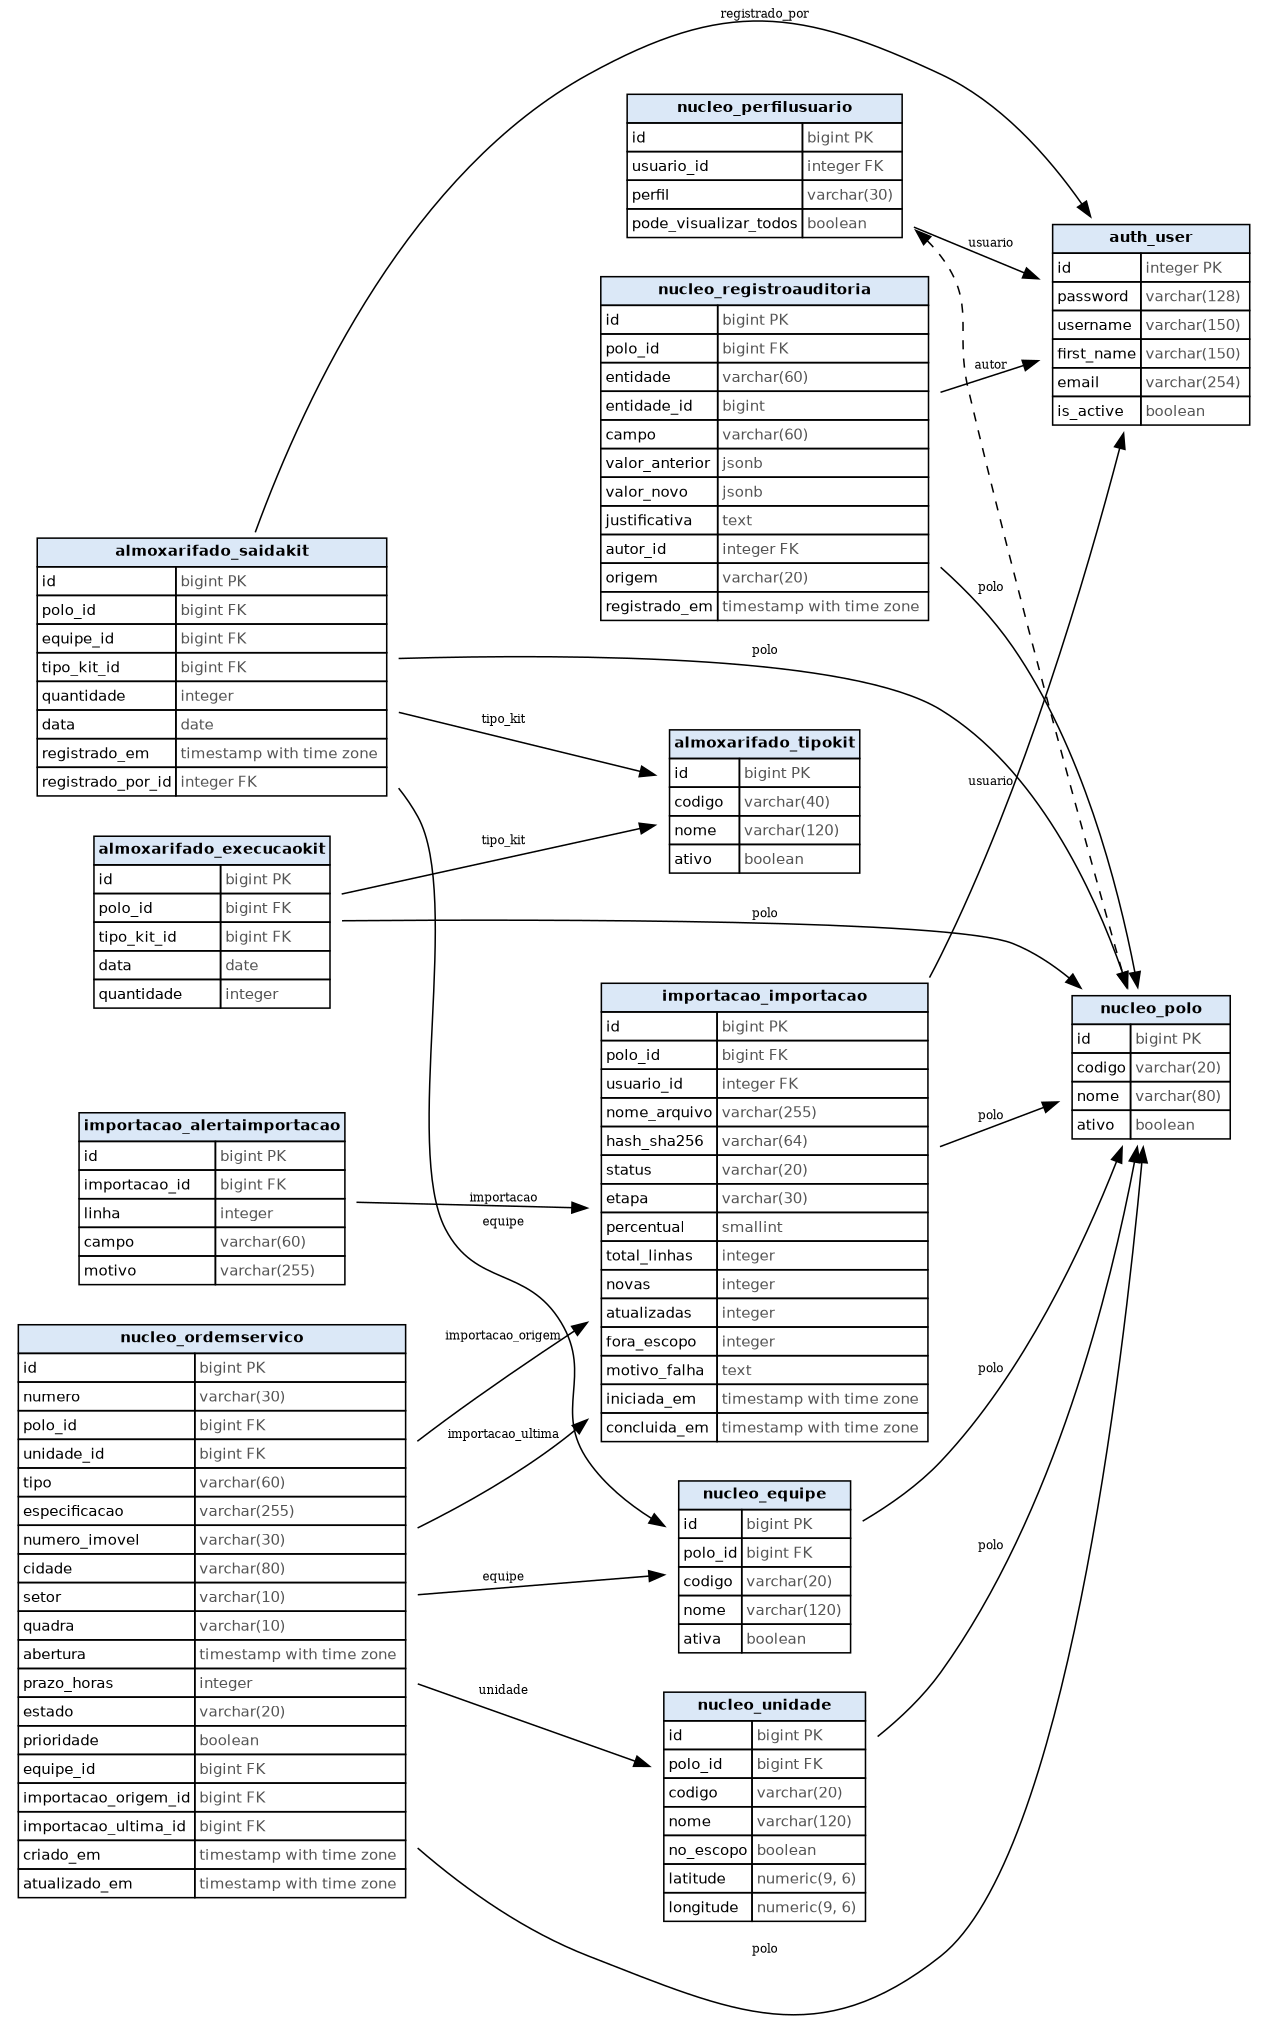 registrado_por
nucleo_perfilusuario
id bigint PK
usuario_id integer FK
perfil varchar(30)
pode_visualizar_todos boolean
usuario
auth_user
id integer PK
password varchar(128)
username varchar(150)
first_name varchar(150)
email varchar(254)
is_active boolean
nucleo_registroauditoria
id bigint PK
polo_id bigint FK
entidade varchar(60)
entidade_id bigint
campo varchar(60)
valor_anterior jsonb
valor_novo jsonb
justificativa text
autor_id integer FK
origem varchar(20)
registrado_em timestamp with time zone
autor
polo
almoxarifado_saidakit
id bigint PK
polo_id bigint FK
equipe_id bigint FK
tipo_kit_id bigint FK
quantidade integer
data date
registrado_em timestamp with time zone
registrado_por_id integer FK
polo
tipo_kit
almoxarifado_tipokit
id bigint PK
codigo varchar(40)
nome varchar(120)
ativo boolean
usuario
almoxarifado_execucaokit
id bigint PK
polo_id bigint FK
tipo_kit_id bigint FK
data date
quantidade integer
tipo_kit
polo
importacao_importacao
id bigint PK
polo_id bigint FK
usuario_id integer FK
nome_arquivo varchar(255)
hash_sha256 varchar(64)
status varchar(20)
etapa varchar(30)
percentual smallint
total_linhas integer
novas integer
atualizadas integer
fora_escopo integer
motivo_falha text
iniciada_em timestamp with time zone
concluida_em timestamp with time zone
polo
nucleo_polo
id bigint PK
codigo varchar(20)
nome varchar(80)
ativo boolean
importacao_alertaimportacao
id bigint PK
importacao_id bigint FK
linha integer
campo varchar(60)
motivo varchar(255)
importacao
equipe
nucleo_ordemservico
id bigint PK
numero varchar(30)
polo_id bigint FK
unidade_id bigint FK
tipo varchar(60)
especificacao varchar(255)
numero_imovel varchar(30)
cidade varchar(80)
setor varchar(10)
quadra varchar(10)
abertura timestamp with time zone
prazo_horas integer
estado varchar(20)
prioridade boolean
equipe_id bigint FK
importacao_origem_id bigint FK
importacao_ultima_id bigint FK
criado_em timestamp with time zone
atualizado_em timestamp with time zone
importacao_origem
importacao_ultima
equipe
unidade
polo
nucleo_equipe
id bigint PK
polo_id bigint FK
codigo varchar(20)
nome varchar(120)
ativa boolean
polo
nucleo_unidade
id bigint PK
polo_id bigint FK
codigo varchar(20)
nome varchar(120)
no_escopo boolean
latitude numeric(9, 6)
longitude numeric(9, 6)
polo